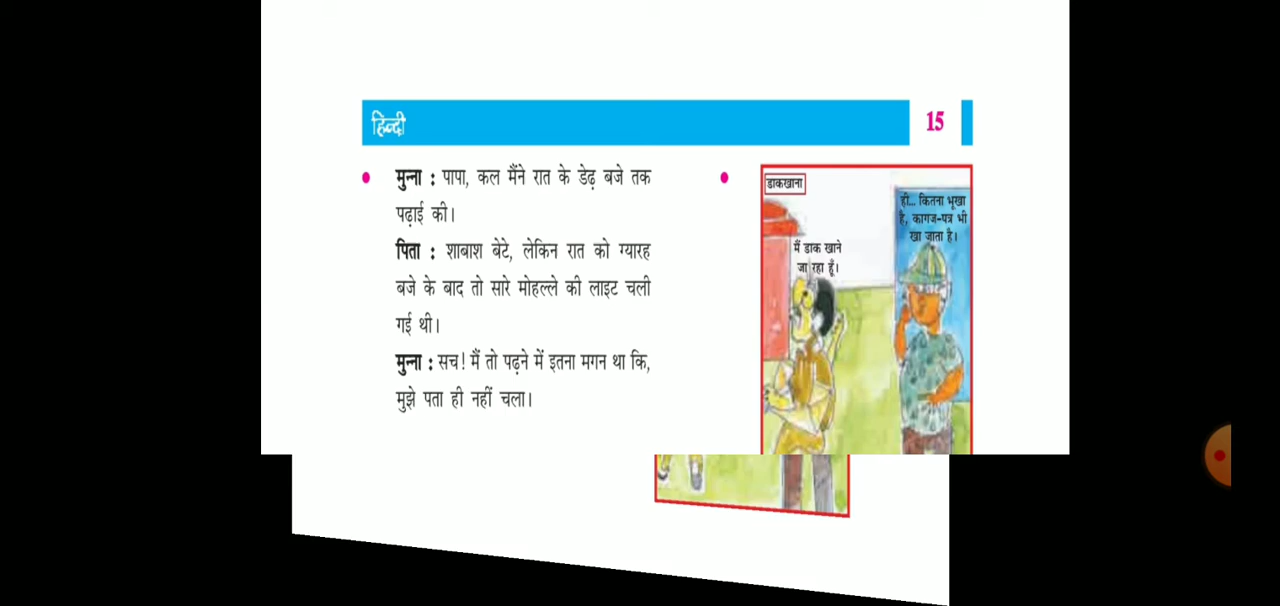 हिन्दी
15
मुन्ना : पापा, कल मैंने रात के डेढ़ बजे तक
पढ़ाई की।
पिता : शाबाश बेटे, लेकिन रात को ग्यारह
बजे के बाद तो सारे मोहल्ले की लाइट चली
गई थी।
मुन्ना : सच! मैं तो पढ़ने में इतना मगन था कि,
मुझे पता ही नहीं चला।
डाकखाना
मैं डाक खाने
जा रहा हूँ।
ही... कितना भूखा
है, कागज-पत्र भी
खा जाता है।